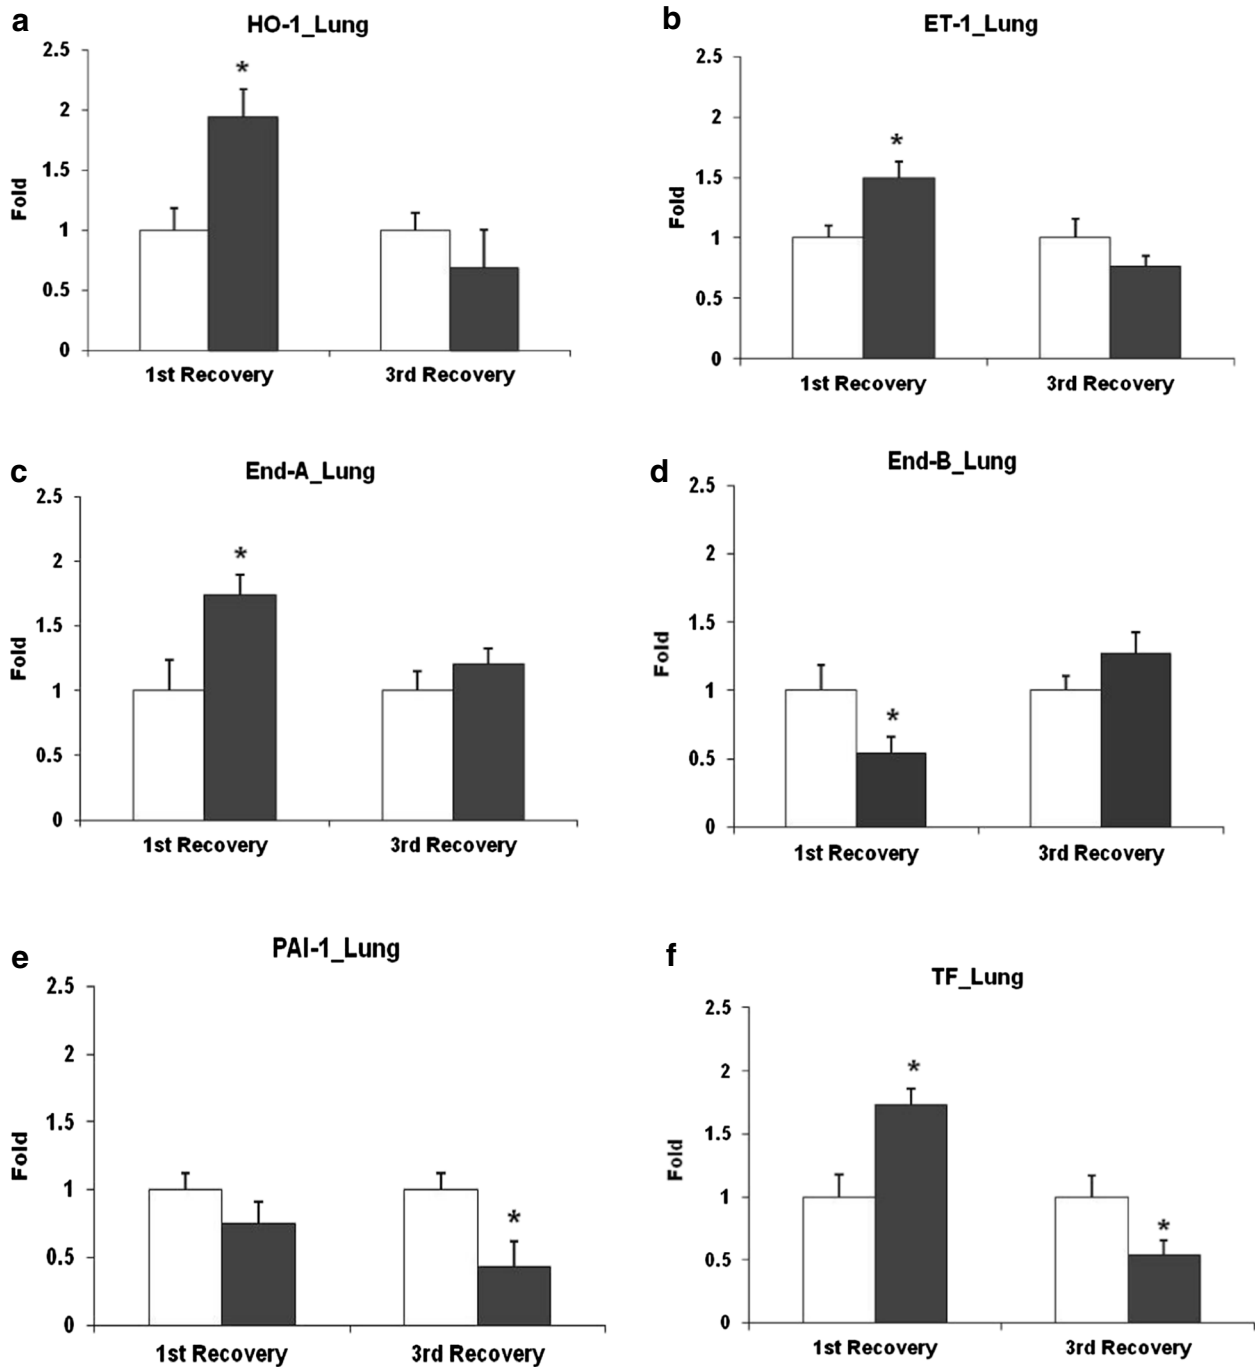 a
HO-1_Lung
2.5
*
2
1.5
Fold
1
0.5
0
1st Recovery 3rd Recovery
b
ET-1_Lung
2.5
2
*
1.5
Fold
1
0.5
0
1st Recovery 3rd Recovery
c
End-A_Lung
2.5
*
2
1.5
Fold
1
0.5
0
1st Recovery 3rd Recovery
d
End-B_Lung
2.5
2
1.5
Fold
1
*
0.5
0
1st Recovery 3rd Recovery
e
PAI-1_Lung
2.5
2
1.5
Fold
1
*
0.5
0
1st Recovery 3rd Recovery
f
TF_Lung
2.5
*
2
1.5
Fold
1
*
0.5
0
1st Recovery 3rd Recovery